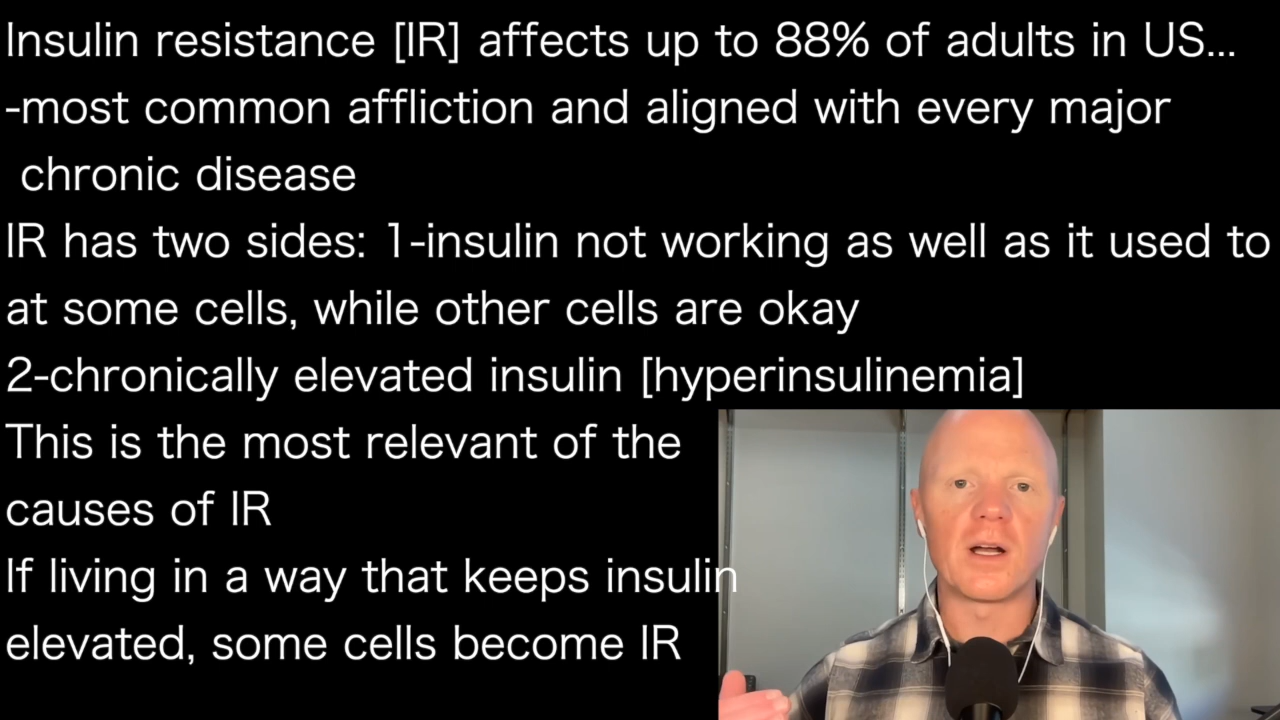 Insulin resistance [IR] affects up to 88% of adults in US...
-most common affliction and aligned with every major
chronic disease
IR has two sides: 1-insulin not working as well as it used to
at some cells, while other cells are okay
2-chronically elevated insulin [hyperinsulinemia]
This is the most relevant of the
causes of IR
If living in a way that keeps insulin
elevated, some cells become IR